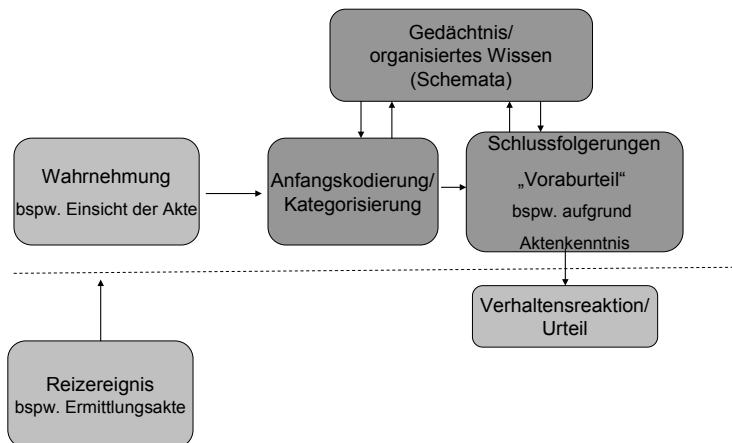 Gedächtnis/
organisiertes Wissen
(Schemata)
Wahrnehmung
bspw. Einsicht der Akte
Anfangskodierung/
Kategorisierung
Schlussfolgerungen
„Voraburteil“
bspw. aufgrund
Aktenkenntnis
Verhaltensreaktion/
Urteil
Reizereignis
bspw. Ermittlungsakte